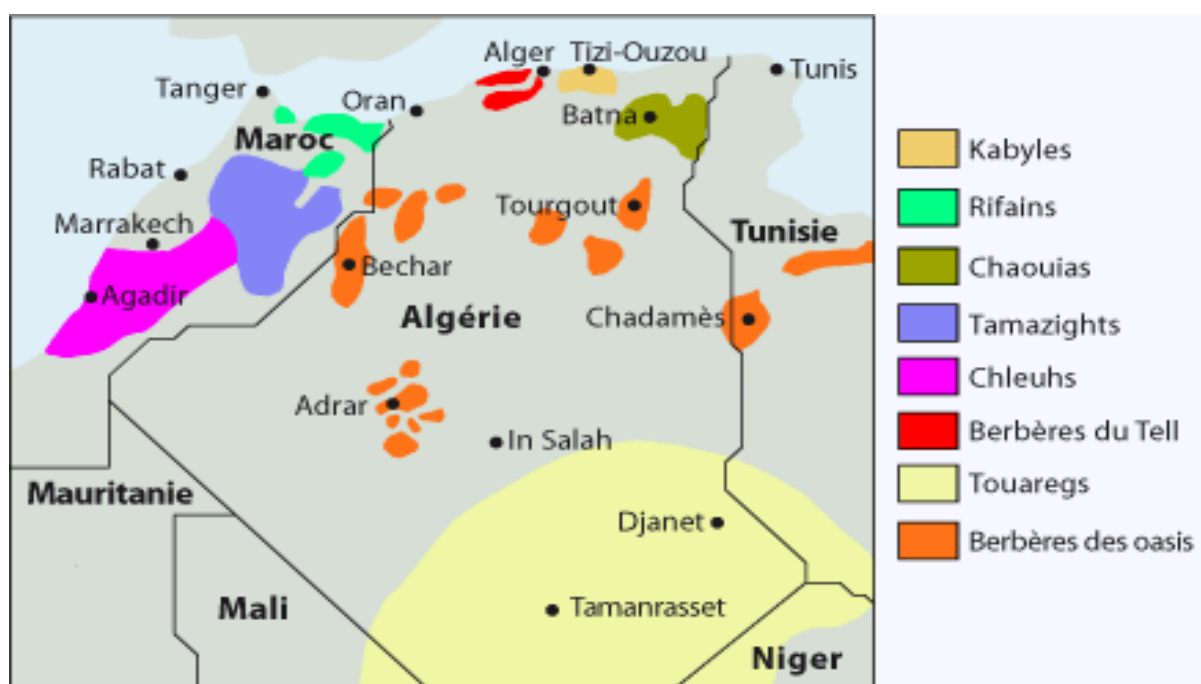 Alger
Tizi-Ouzou
Tunis
Tanger
Oran
Batna
Maroc
Rabat
Marrakech
Tourgout
Tunisie
Bechar
Agadir
Algérie
Chadamès
Adrar
In Salah
Mauritanie
Djanet
Mali
Tamanrasset
Niger
Kabyles
Rifains
Chaouias
Tamazights
Chleuhs
Berbères du Tell
Touaregs
Berbères des oasis